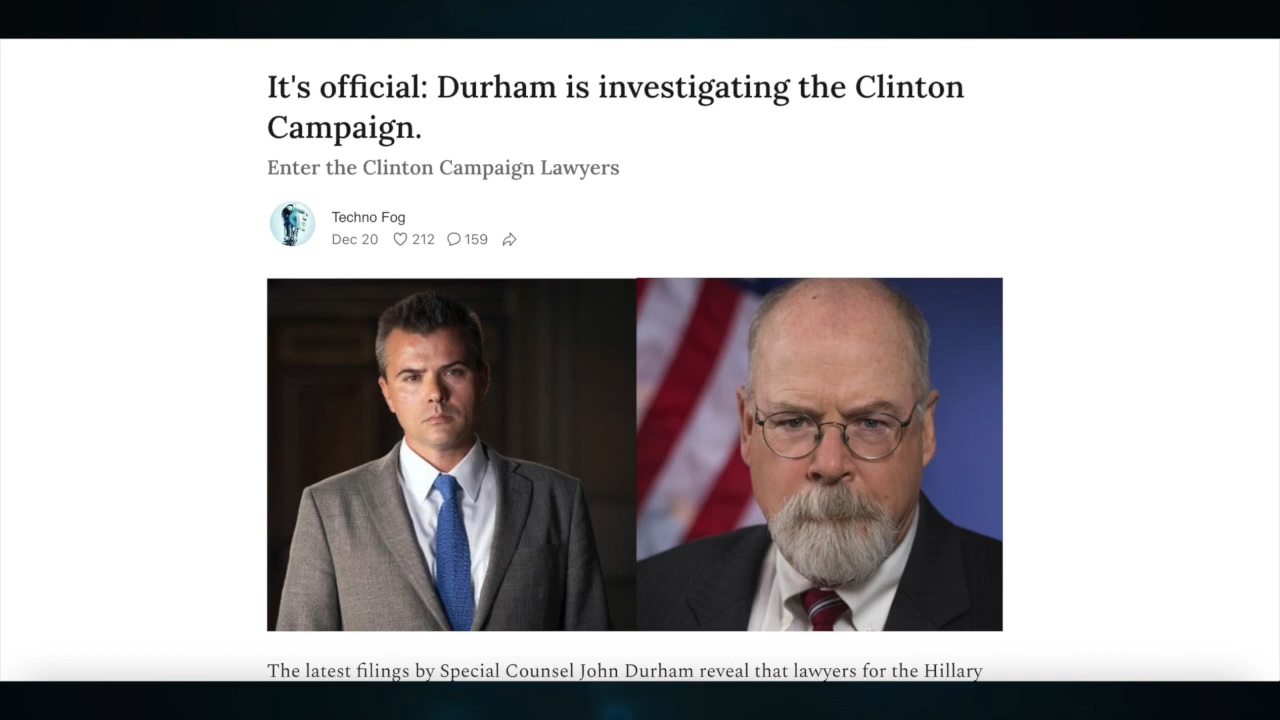 It's official: Durham is investigating the Clinton
Campaign.
Enter the Clinton Campaign Lawyers
Techno Fog
Dec 20 212 159
The latest filings by Special Counsel John Durham reveal that lawyers for the Hillary